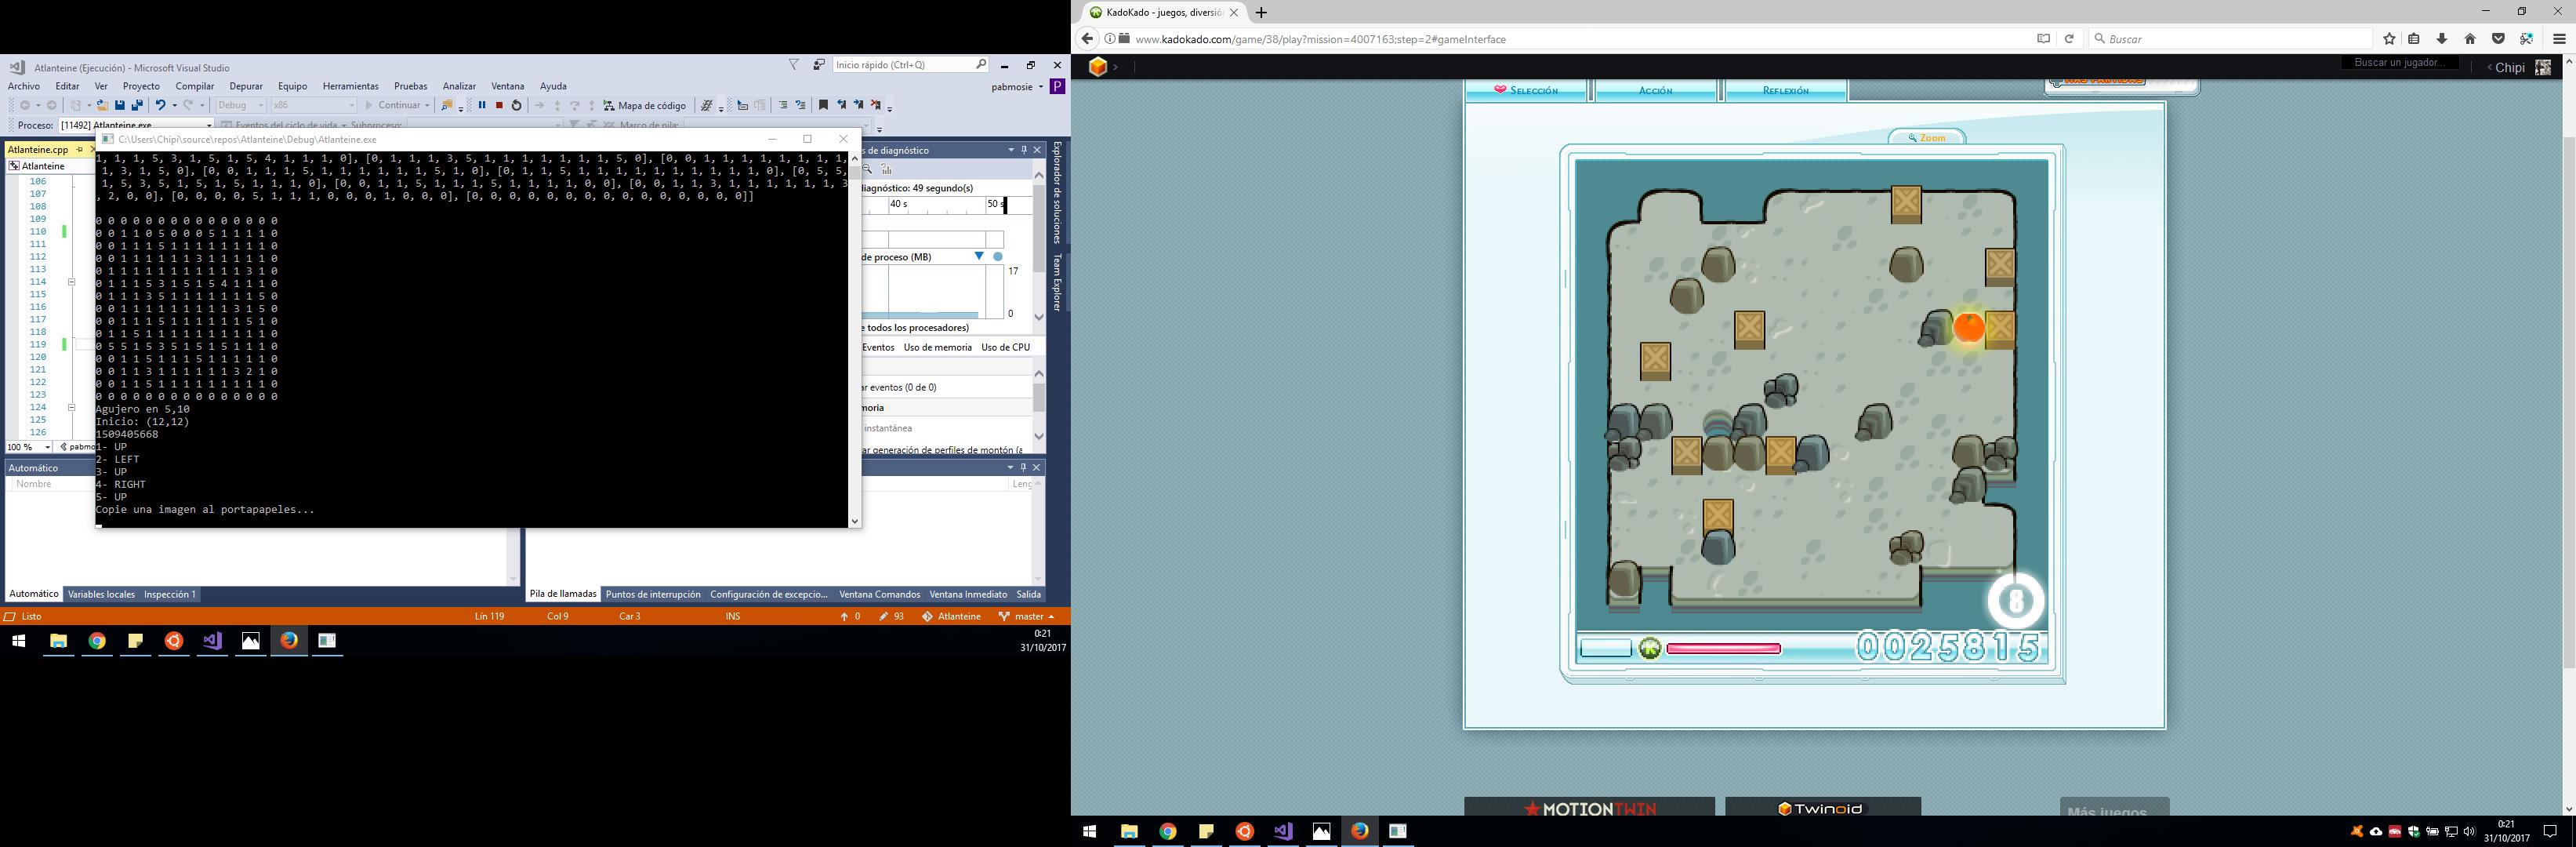 Atlanteine (Ejecución) - Microsoft Visual Studio
Inicio rápido (Ctrl+Q)
Archivo Editar Ver Proyecto Compilar Depurar Equipo Herramientas Pruebas Analizar Ventana Ayuda
pabmosie P
Debug x86 Continuar Mapa de código
Proceso: [11492] Atlanteine.exe Eventos del ciclo de vida Subproceso: Marco de pila:
C:\Users\Chipi\source\repos\Atlanteine\Debug\Atlanteine.exe
Atlanteine.cpp
Atlanteine
106
107
108
109
110
111
112
113
114
115
116
117
118
119
120
121
122
123
124
125
126
1, 1, 1, 5, 3, 1, 5, 1, 5, 4, 1, 1, 1, 0], [0, 1, 1, 1, 3, 5, 1, 1, 1, 1, 1, 1, 1, 5, 0], [0, 0, 1, 1, 1, 1, 1, 1, 1, 1, 1,
1, 3, 1, 5, 0], [0, 0, 1, 1, 1, 5, 1, 1, 1, 1, 1, 1, 5, 1, 0], [0, 1, 1, 5, 1, 1, 1, 1, 1, 1, 1, 1, 1, 1, 0], [0, 5, 5,
1, 5, 3, 5, 1, 5, 1, 5, 1, 1, 1, 0], [0, 0, 1, 1, 5, 1, 1, 1, 5, 1, 1, 1, 1, 0, 0], [0, 0, 1, 1, 3, 1, 1, 1, 1, 1, 1, 3
, 2, 0, 0], [0, 0, 0, 0, 5, 1, 1, 1, 0, 0, 0, 1, 0, 0, 0], [0, 0, 0, 0, 0, 0, 0, 0, 0, 0, 0, 0, 0, 0, 0]]
0 0 0 0 0 0 0 0 0 0 0 0 0 0 0
0 0 1 1 0 5 0 0 0 5 1 1 1 1 0
0 0 1 1 1 5 1 1 1 1 1 1 1 1 0
0 0 1 1 1 1 1 1 3 1 1 1 1 1 0
0 1 1 1 1 1 1 1 1 1 1 1 3 1 0
0 1 1 1 5 3 1 5 1 5 4 1 1 1 0
0 1 1 1 3 5 1 1 1 1 1 1 1 5 0
0 0 1 1 1 1 1 1 1 1 1 3 1 5 0
0 0 1 1 1 5 1 1 1 1 1 1 5 1 0
0 1 1 5 1 1 1 1 1 1 1 1 1 1 0
0 5 5 1 5 3 5 1 5 1 5 1 1 1 0
0 0 1 1 5 1 1 1 5 1 1 1 1 1 0
0 0 1 1 3 1 1 1 1 1 1 3 2 1 0
0 0 1 1 5 1 1 1 1 1 1 1 1 1 0
0 0 0 0 0 0 0 0 0 0 0 0 0 0 0
Agujero en 5,10
Inicio: (12,12)
1509405668
1- UP
2- LEFT
3- UP
4- RIGHT
5- UP
Copie una imagen al portapapeles...
s de diagnóstico
diagnóstico: 49 segundo(s)
40 s 50 s
de proceso (MB)
17
0
e todos los procesadores)
Eventos Uso de memoria Uso de CPU
ar eventos (0 de 0)
moria
instantánea
Explorador de soluciones
Team Explorer
100 %
Automático
Nombre
Leng
Automático Variables locales Inspección 1
Pila de llamadas Puntos de interrupción Configuración de excepcio... Ventana Comandos Ventana Inmediato Salida
Listo Lín 119 Col 9 Car 3 INS 0 93 Atlanteine master
0:21
31/10/2017
KadoKado - juegos, diversió
www.kadokado.com/game/38/play?mission=4007163;step=2#gameInterface
Buscar
Buscar un jugador...
Chipi
SELECCIÓN ACCIÓN REFLEXIÓN
Zoom
8
K
0025815
MOTIONTWIN
Twinoid
Más juegos
0:21
31/10/2017